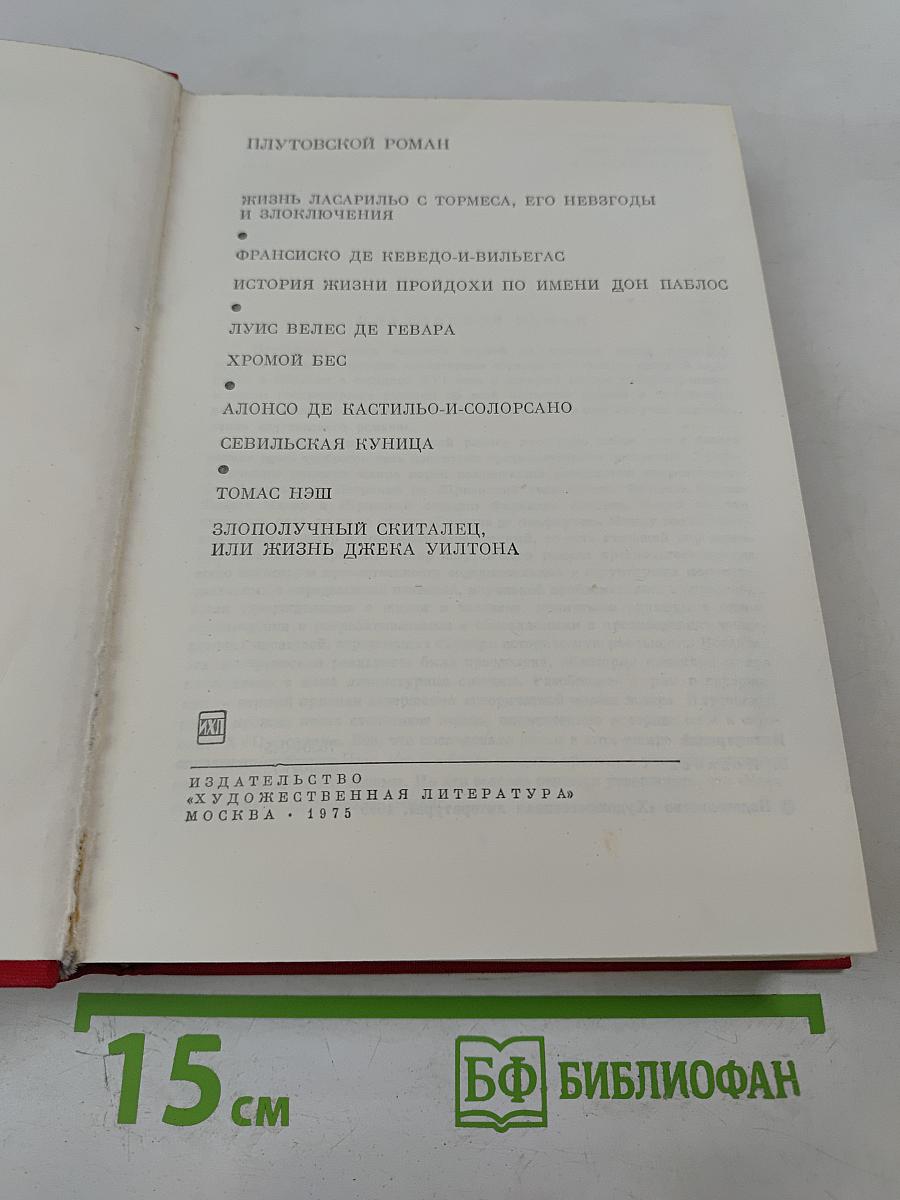 ПЛУТОВСКОЙ РОМАН
ЖИЗНЬ ЛАСАРИЛЬО С ТОРМЕСА, ЕГО НЕВЗГОДЫ
И ЗЛОКЛЮЧЕНИЯ
ФРАНСИСКО ДЕ КЕВЕДО-И-ВИЛЬЕГАС
ИСТОРИЯ ЖИЗНИ ПРОЙДОХИ ПО ИМЕНИ ДОН ПАБЛОС
ЛУИС ВЕЛЕС ДЕ ГЕВАРА
ХРОМОЙ БЕС
АЛОНСО ДЕ КАСТИЛЬО-И-СОЛОРСАНО
СЕВИЛЬСКАЯ КУНИЦА
ТОМАС НЭШ
ЗЛОПОЛУЧНЫЙ СКИТАЛЕЦ,
ИЛИ ЖИЗНЬ ДЖЕКА УИЛТОНА
ИЗДАТЕЛЬСТВО
«ХУДОЖЕСТВЕННАЯ ЛИТЕРАТУРА»
МОСКВА · 1975
15 СМ
БФ БИБЛИОФАН